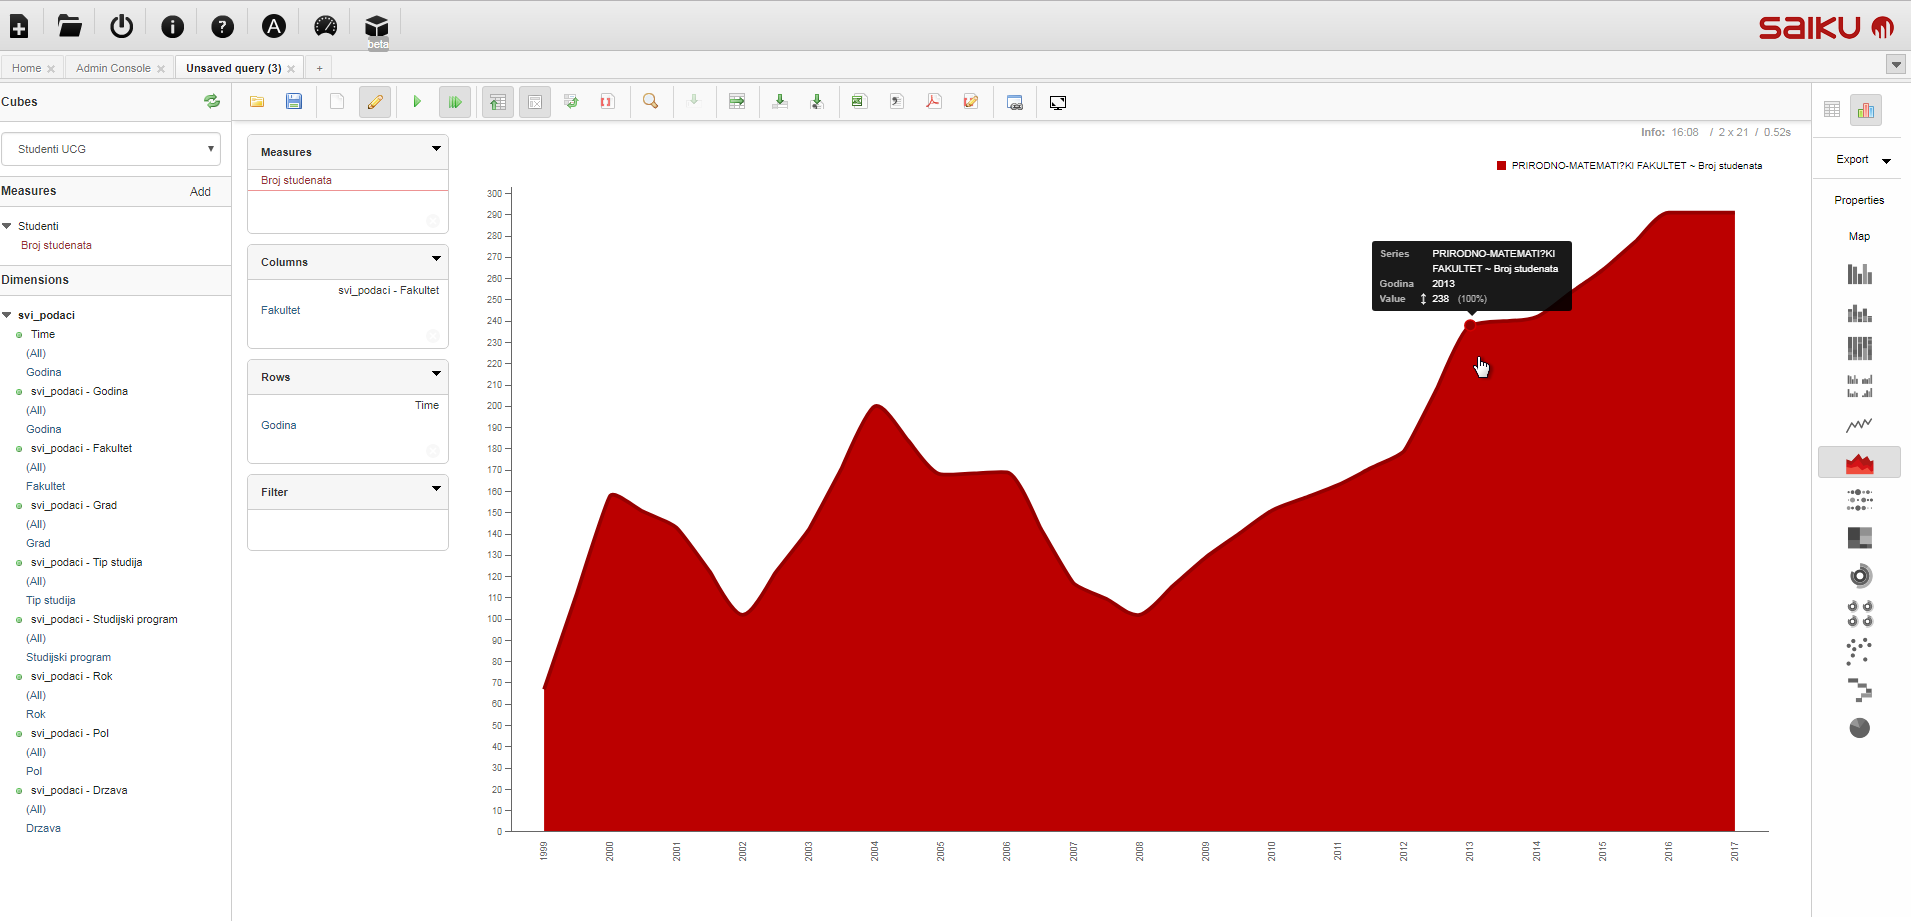 beta
saiku
Home
Admin Console
Unsaved query (3)
+
Cubes
Studenti UCG
Measures Add
Studenti
Broj studenata
Dimensions
svi_podaci
Time
(All)
Godina
svi_podaci - Godina
(All)
Godina
svi_podaci - Fakultet
(All)
Fakultet
svi_podaci - Grad
(All)
Grad
svi_podaci - Tip studija
(All)
Tip studija
svi_podaci - Studijski program
(All)
Studijski program
svi_podaci - Rok
(All)
Rok
svi_podaci - Pol
(All)
Pol
svi_podaci - Drzava
(All)
Drzava
Measures
Broj studenata
Columns
svi_podaci - Fakultet
Fakultet
Rows
Time
Godina
Filter
Info: 16:08 / 2 x 21 / 0.52s
PRIRODNO-MATEMATI?KI FAKULTET ~ Broj studenata
300
290
280
270
260
250
240
230
220
210
200
190
180
170
160
150
140
130
120
110
100
90
80
70
60
50
40
30
20
10
0
Series PRIRODNO-MATEMATI?KI
FAKULTET ~ Broj studenata
Godina 2013
Value 238 (100%)
1999 2000 2001 2002 2003 2004 2005 2006 2007 2008 2009 2010 2011 2012 2013 2014 2015 2016 2017
Export
Properties
Map